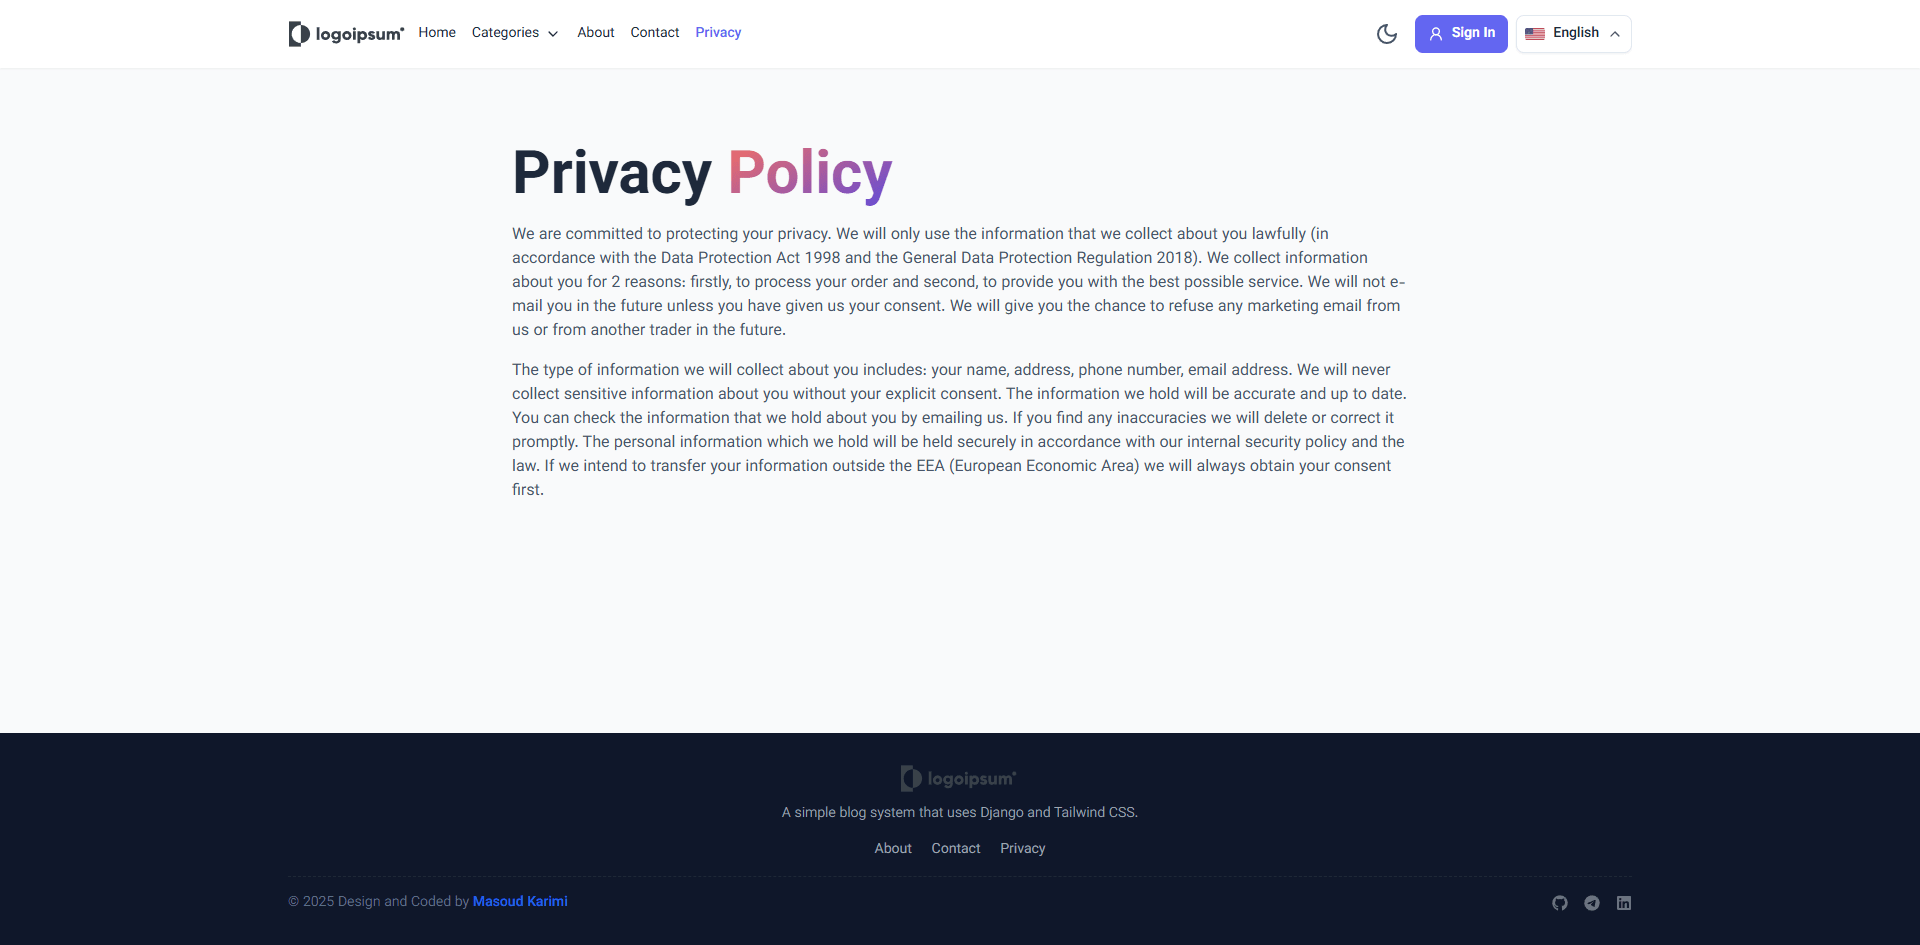 logoipsum
Home
Categories
About
Contact
Privacy
Sign In
English
Privacy Policy
We are committed to protecting your privacy. We will only use the information that we collect about you lawfully (in
accordance with the Data Protection Act 1998 and the General Data Protection Regulation 2018). We collect information
about you for 2 reasons: firstly, to process your order and second, to provide you with the best possible service. We will not e-
mail you in the future unless you have given us your consent. We will give you the chance to refuse any marketing email from
us or from another trader in the future.
The type of information we will collect about you includes: your name, address, phone number, email address. We will never
collect sensitive information about you without your explicit consent. The information we hold will be accurate and up to date.
You can check the information that we hold about you by emailing us. If you find any inaccuracies we will delete or correct it
promptly. The personal information which we hold will be held securely in accordance with our internal security policy and the
law. If we intend to transfer your information outside the EEA (European Economic Area) we will always obtain your consent
first.
logoipsum
A simple blog system that uses Django and Tailwind CSS.
About
Contact
Privacy
© 2025 Design and Coded by Masoud Karimi